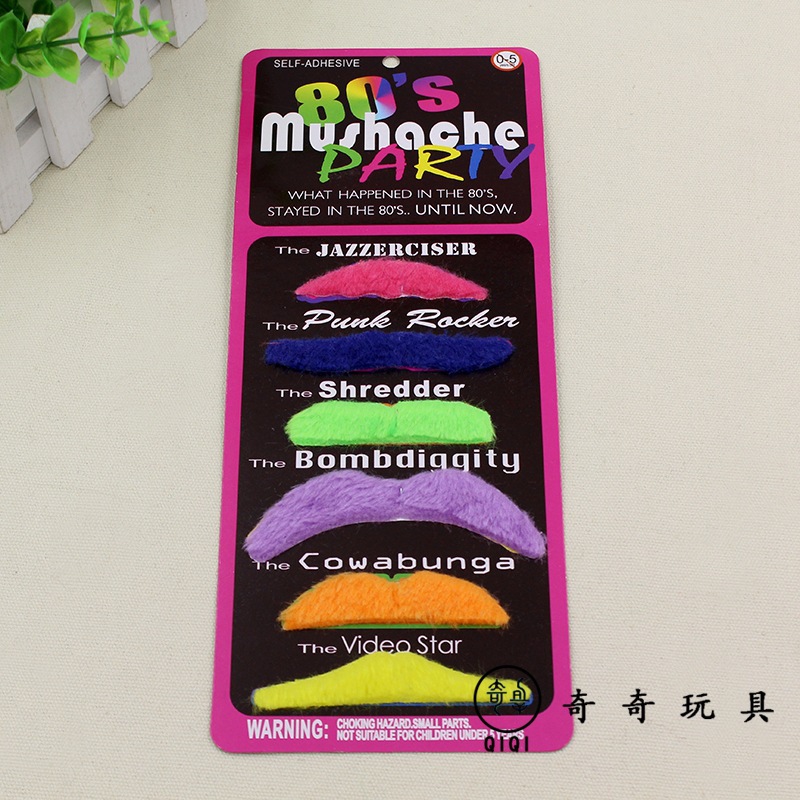 SELF-ADHESIVE
0-5
80'S
Mushache
PARTY
WHAT HAPPENED IN THE 80'S,
STAYED IN THE 80'S.. UNTIL NOW.
The JAZZERCISER
The Punk Rocker
The Shredder
The Bombdiggity
The Cowabunga
The Video Star
WARNING: CHOKING HAZARD.SMALL PARTS.
NOT SUITABLE FOR CHILDREN UNDER 5 YEARS
QIQI
奇奇玩具